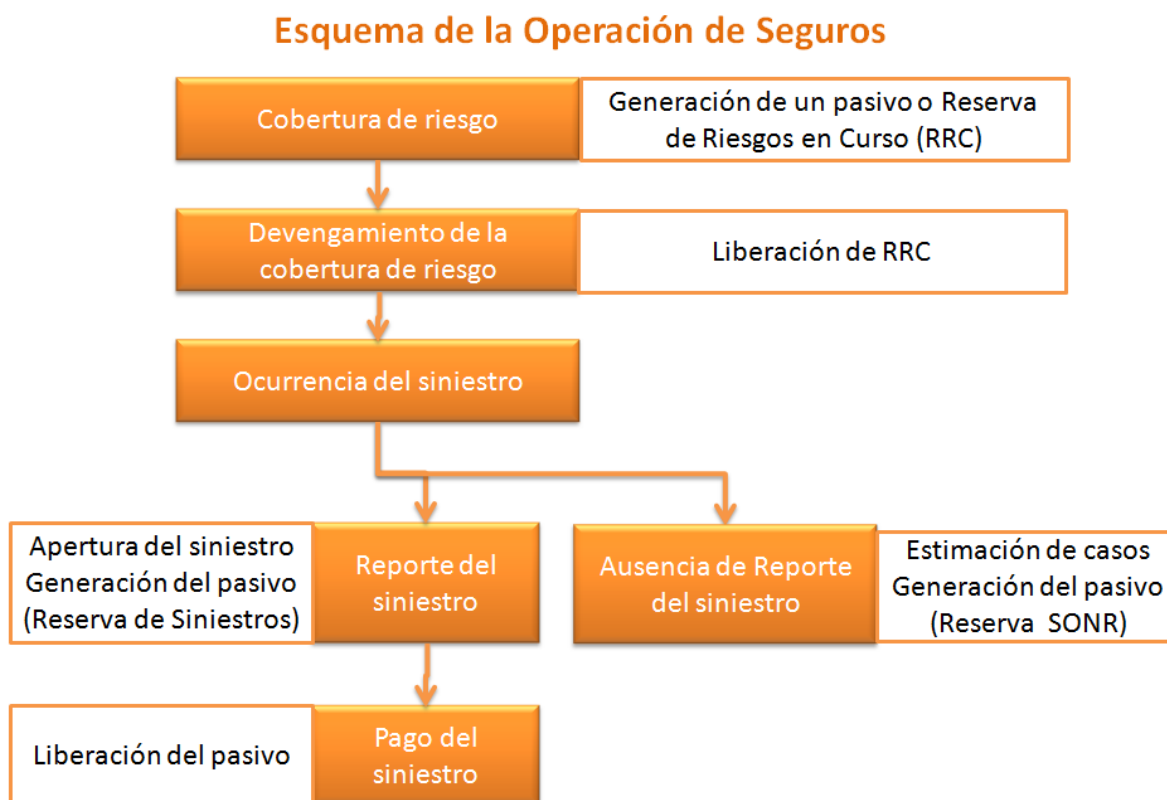 Esquema de la Operación de Seguros
Cobertura de riesgo
Generación de un pasivo o Reserva
de Riesgos en Curso (RRC)
Devengamiento de la
cobertura de riesgo
Liberación de RRC
Ocurrencia del siniestro
Apertura del siniestro
Generación del pasivo
(Reserva de Siniestros)
Reporte del
siniestro
Ausencia de Reporte
del siniestro
Estimación de casos
Generación del pasivo
(Reserva SONR)
Liberación del pasivo
Pago del
siniestro